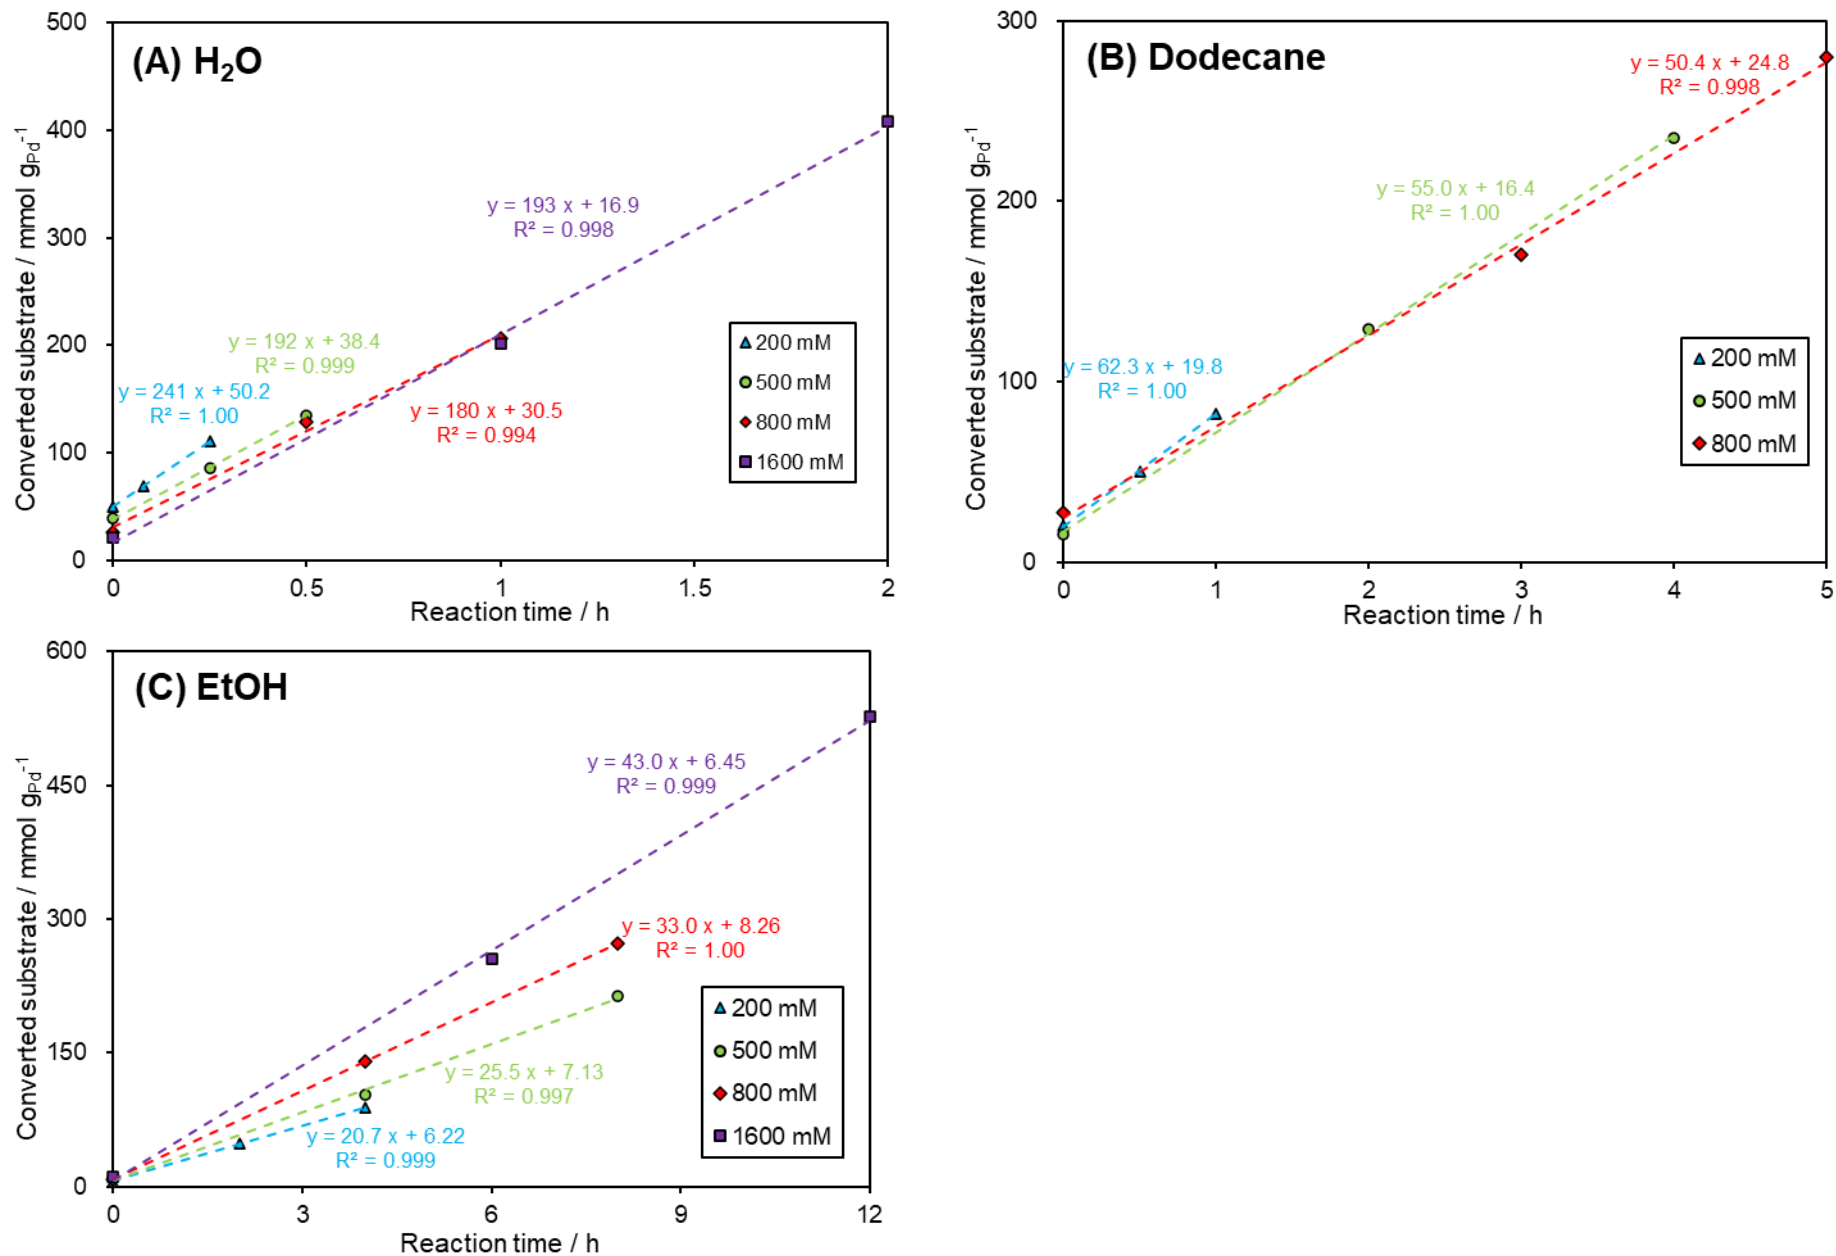 (A) H₂O
Converted substrate / mmol gPd⁻¹
500
400
300
200
100
0
y = 193 x + 16.9
R² = 0.998
y = 192 x + 38.4
R² = 0.999
y = 241 x + 50.2
R² = 1.00
y = 180 x + 30.5
R² = 0.994
200 mM
500 mM
800 mM
1600 mM
0 0.5 1 1.5 2
Reaction time / h
(B) Dodecane
Converted substrate / mmol gPd⁻¹
300
200
100
0
y = 50.4 x + 24.8
R² = 0.998
y = 55.0 x + 16.4
R² = 1.00
y = 62.3 x + 19.8
R² = 1.00
200 mM
500 mM
800 mM
0 1 2 3 4 5
Reaction time / h
(C) EtOH
Converted substrate / mmol gPd⁻¹
600
450
300
150
0
y = 43.0 x + 6.45
R² = 0.999
y = 33.0 x + 8.26
R² = 1.00
y = 25.5 x + 7.13
R² = 0.997
y = 20.7 x + 6.22
R² = 0.999
200 mM
500 mM
800 mM
1600 mM
0 3 6 9 12
Reaction time / h